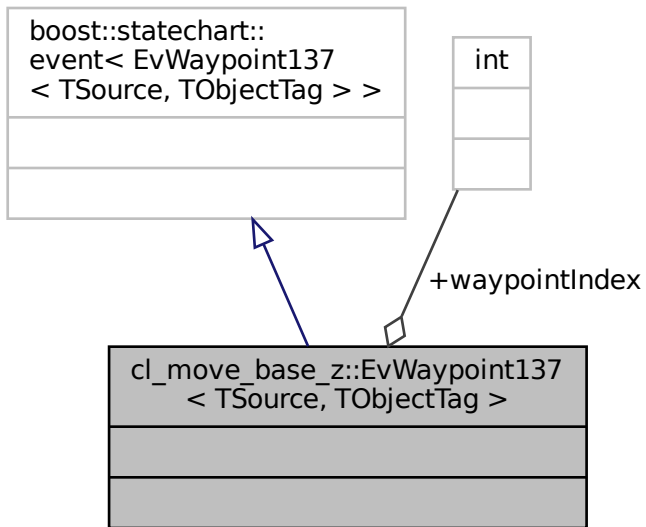 boost::statechart::
event< EvWaypoint137
< TSource, TObjectTag > >
int
+waypointIndex
cl_move_base_z::EvWaypoint137
< TSource, TObjectTag >